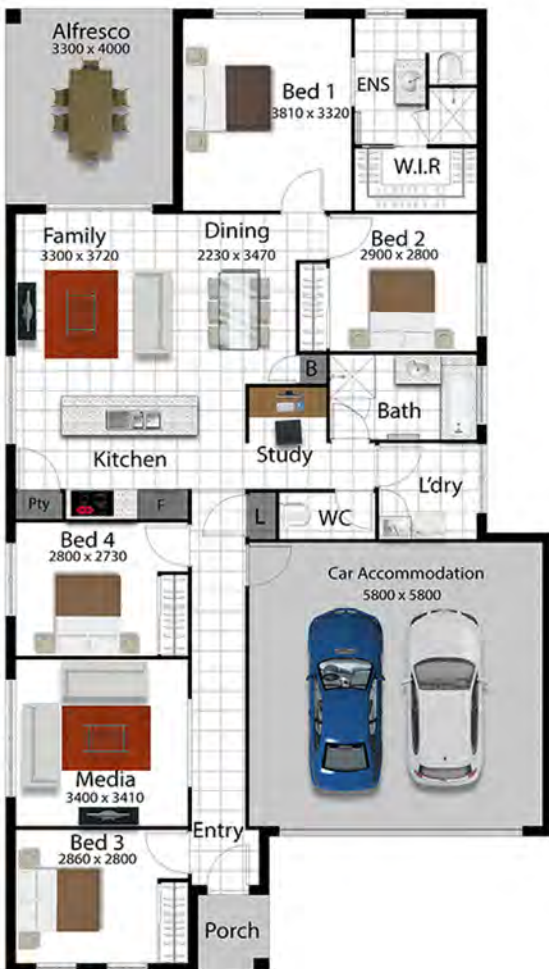 Alfresco
3300 x 4000
Bed 1
3810 x 3320
ENS
W.I.R
Family
3300 x 3720
Dining
2230 x 3470
Bed 2
2900 x 2800
B
Bath
Kitchen
Study
L'dry
Pty
F
L
WC
Bed 4
2800 x 2730
Car Accommodation
5800 x 5800
Media
3400 x 3410
Entry
Bed 3
2860 x 2800
Porch